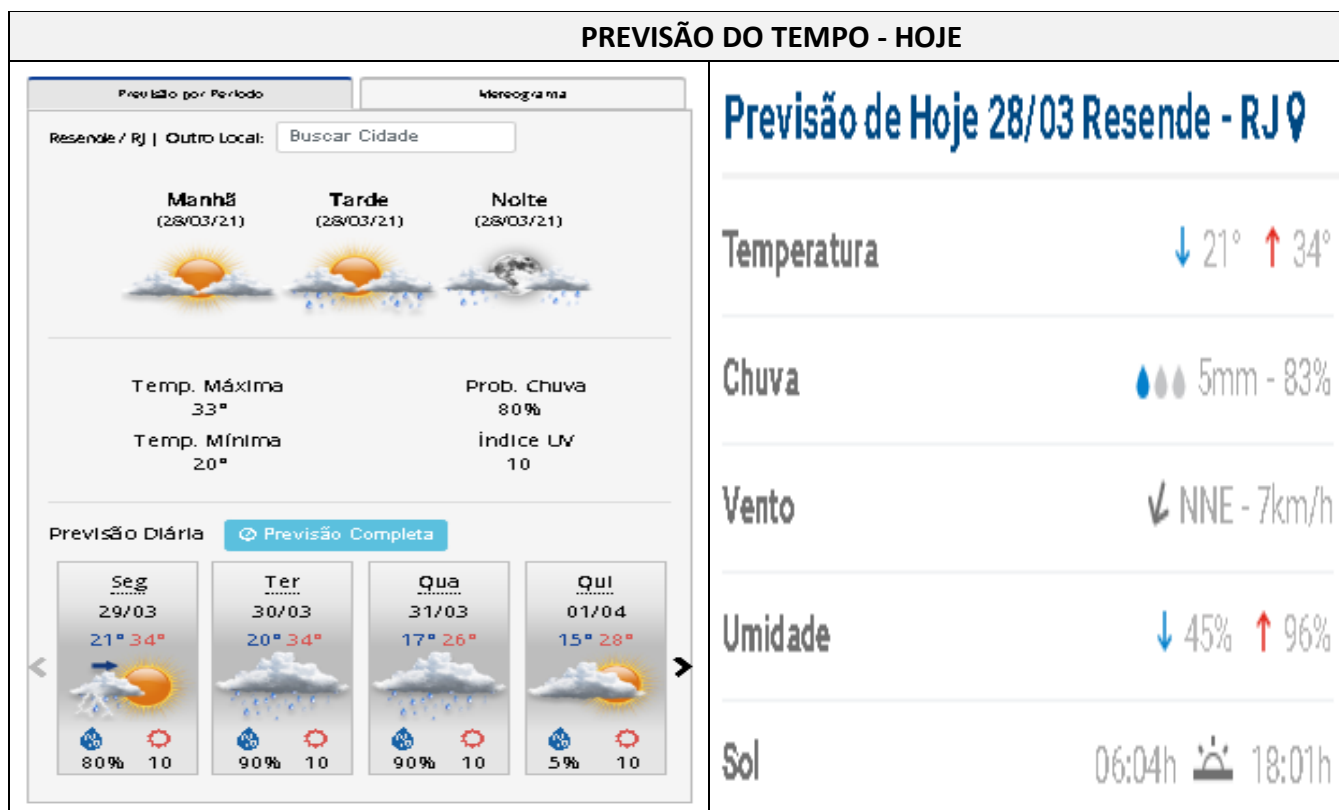 PREVISÃO DO TEMPO - HOJE
Previsão por Período
Meteograma
Resende / RJ | Outro Local: Buscar Cidade
Manhã Tarde Noite
(28/03/21) (28/03/21) (28/03/21)
Temp. Máxima Prob. Chuva
33° 80%
Temp. Mínima Índice UV
20° 10
Previsão Diária Previsão Completa
Seg Ter Qua Qui
29/03 30/03 31/03 01/04
21° 34° 20° 34° 17° 26° 15° 28°
80% 10 90% 10 90% 10 5% 10
Previsão de Hoje 28/03 Resende - RJ
Temperatura 21° 34°
Chuva 5mm - 83%
Vento NNE - 7km/h
Umidade 45% 96%
Sol 06:04h 18:01h